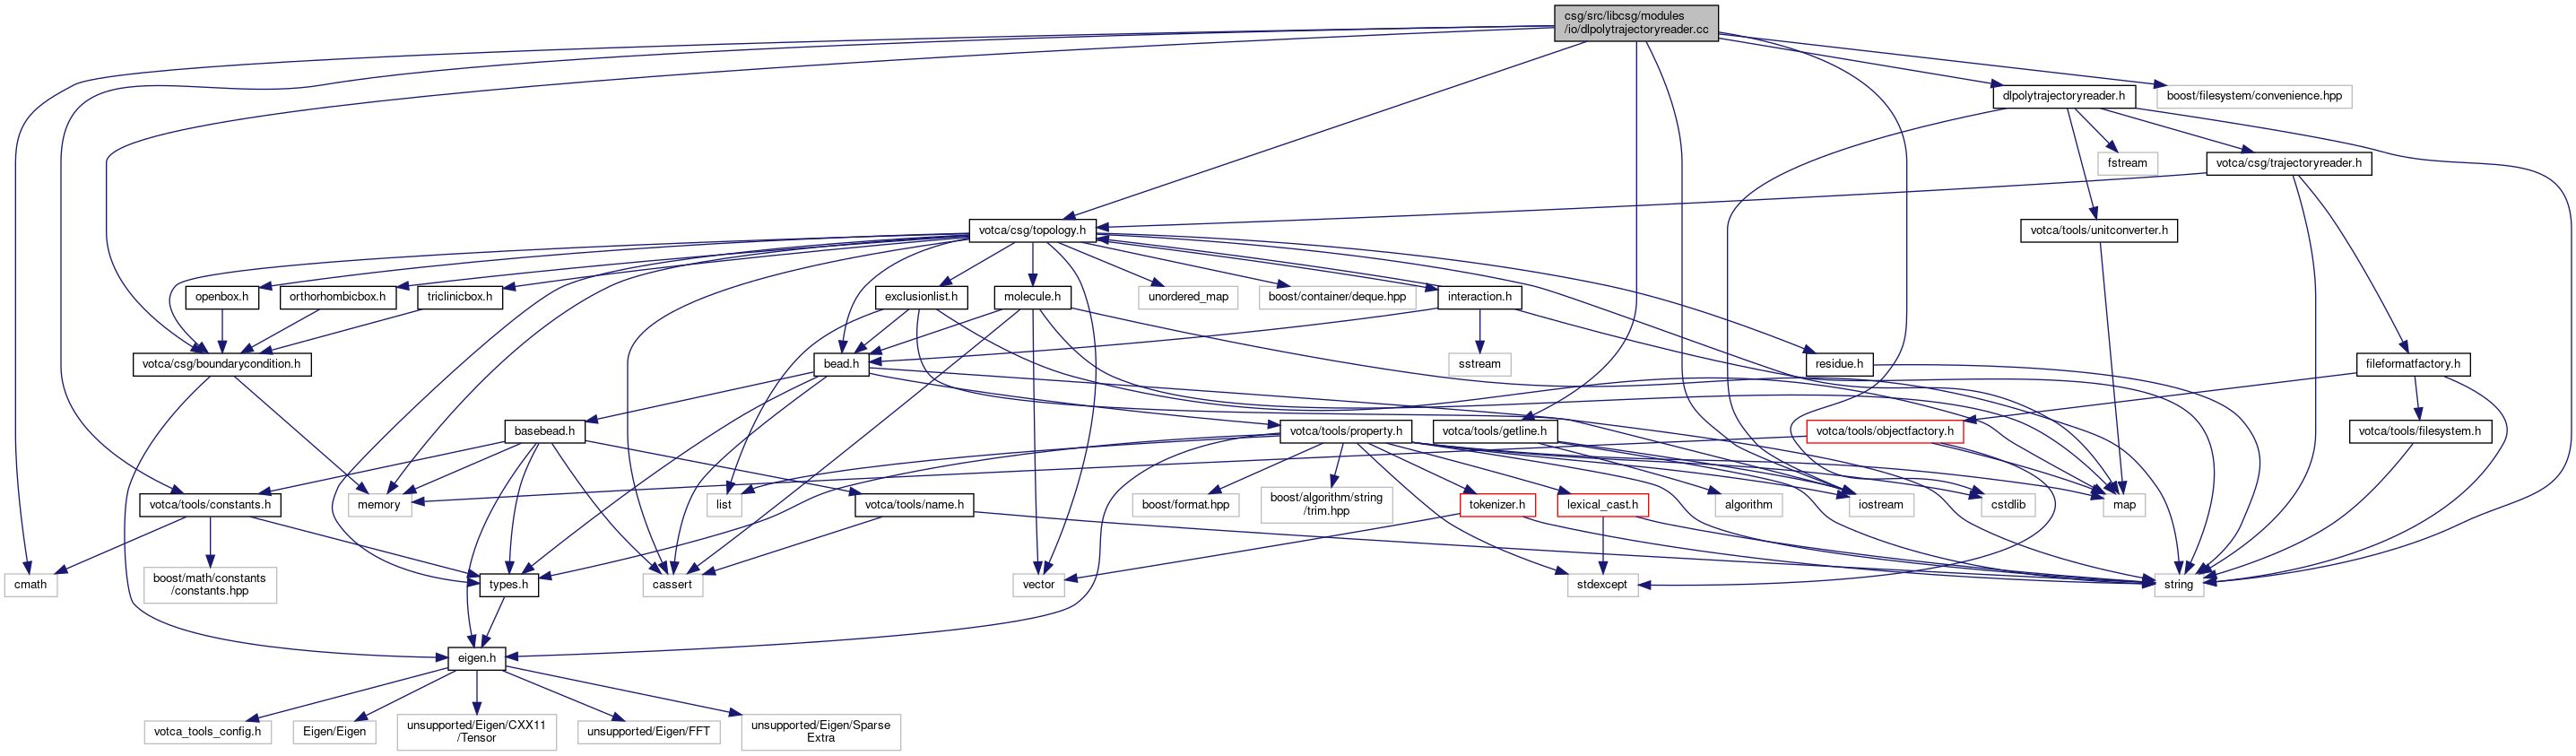 csg/src/libcsg/modules
/io/dlpolytrajectoryreader.cc
dlpolytrajectoryreader.h
boost/filesystem/convenience.hpp
fstream
votca/csg/trajectoryreader.h
votca/csg/topology.h
votca/tools/unitconverter.h
openbox.h
orthorhombicbox.h
triclinicbox.h
exclusionlist.h
molecule.h
unordered_map
boost/container/deque.hpp
interaction.h
votca/csg/boundarycondition.h
bead.h
sstream
residue.h
fileformatfactory.h
basebead.h
votca/tools/property.h
votca/tools/getline.h
votca/tools/objectfactory.h
votca/tools/filesystem.h
votca/tools/constants.h
memory
list
votca/tools/name.h
boost/format.hpp
boost/algorithm/string
/trim.hpp
tokenizer.h
lexical_cast.h
algorithm
iostream
cstdlib
map
cmath
boost/math/constants
/constants.hpp
types.h
cassert
vector
stdexcept
string
eigen.h
votca_tools_config.h
Eigen/Eigen
unsupported/Eigen/CXX11
/Tensor
unsupported/Eigen/FFT
unsupported/Eigen/Sparse
Extra